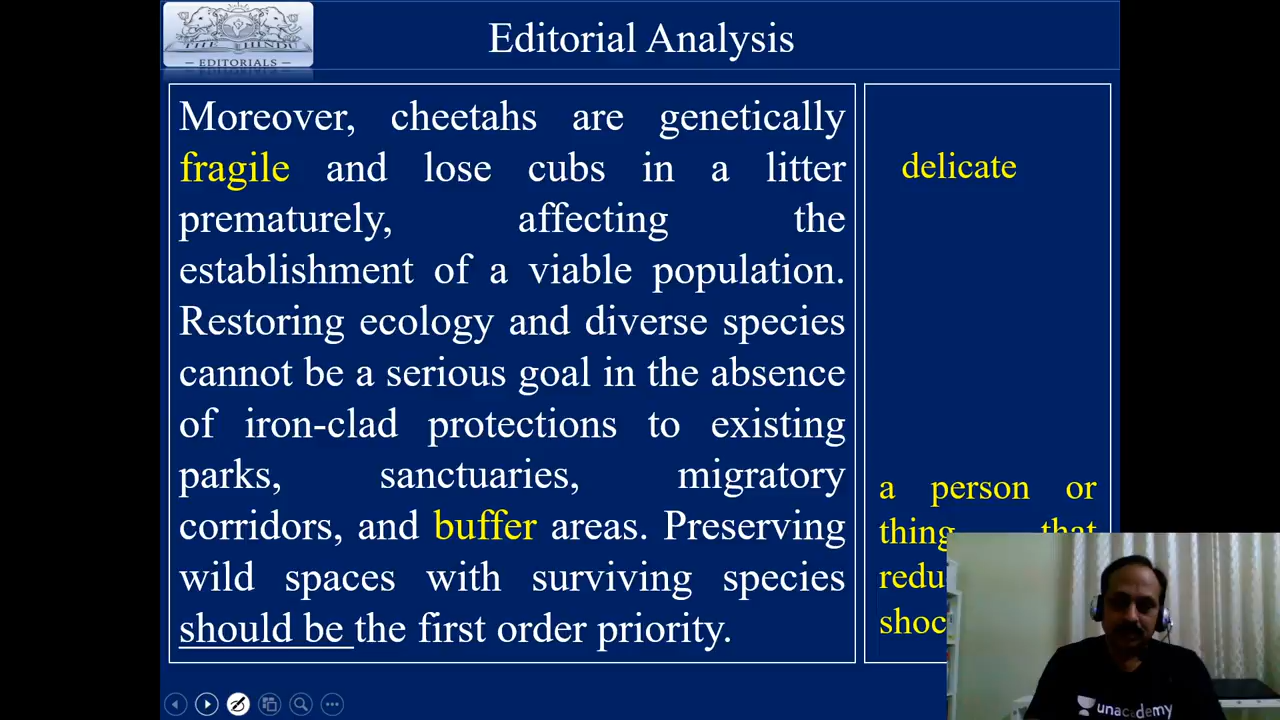 THE HINDU
— EDITORIALS —
Editorial Analysis
Moreover, cheetahs are genetically
fragile and lose cubs in a litter
prematurely, affecting the
establishment of a viable population.
Restoring ecology and diverse species
cannot be a serious goal in the absence
of iron-clad protections to existing
parks, sanctuaries, migratory
corridors, and buffer areas. Preserving
wild spaces with surviving species
should be the first order priority.
delicate
a person or
thing that
unacademy